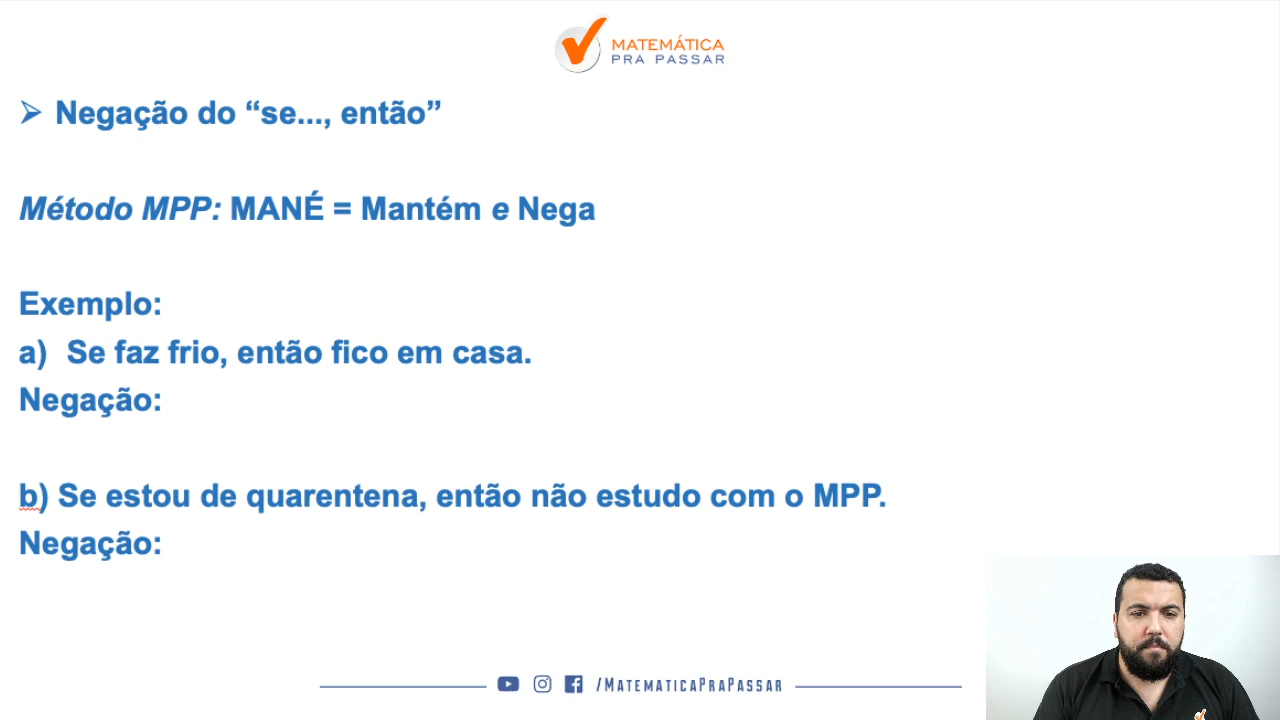 MATEMÁTICA
PRA PASSAR
➢ Negação do “se..., então”
Método MPP: MANÉ = Mantém e Nega
Exemplo:
a) Se faz frio, então fico em casa.
Negação:
b) Se estou de quarentena, então não estudo com o MPP.
Negação:
/MATEMATICAPRAPASSAR